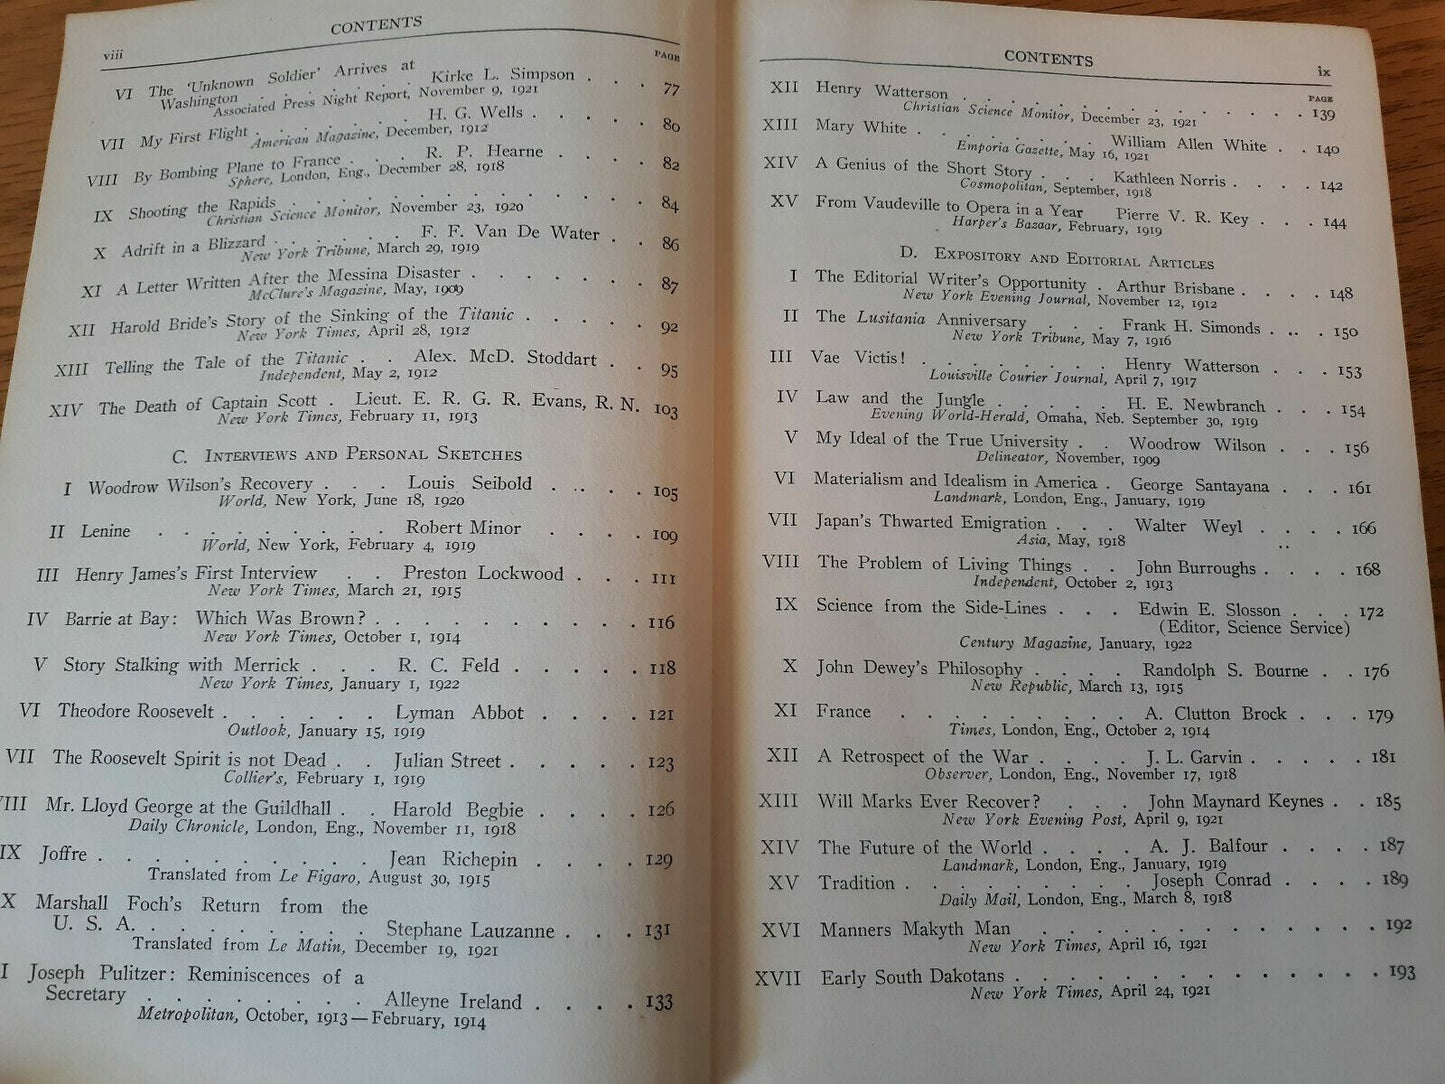 viii
CONTENTS
PAGE
VI The ‘Unknown Soldier’ Arrives at
Washington . . . . . Kirke L. Simpson . . . 77
Associated Press Night Report, November 9, 1921
VII My First Flight . . . . . . H. G. Wells . . . . . 80
American Magazine, December, 1912
VIII By Bombing Plane to France . . . R. P. Hearne . . . . 82
Sphere, London, Eng., December 28, 1918
IX Shooting the Rapids . . . . . . . . . . . . 84
Christian Science Monitor, November 23, 1920
X Adrift in a Blizzard . . . . . . F. F. Van De Water . . 86
New York Tribune, March 29, 1919
XI A Letter Written After the Messina Disaster . . . . . . 87
McClure's Magazine, May, 1909
XII Harold Bride's Story of the Sinking of the Titanic . . . . . 92
New York Times, April 28, 1912
XIII Telling the Tale of the Titanic . . Alex. McD. Stoddart . . 95
Independent, May 2, 1912
XIV The Death of Captain Scott . Lieut. E. R. G. R. Evans, R. N. 103
New York Times, February 11, 1913
C. Interviews and Personal Sketches
I Woodrow Wilson's Recovery . . . Louis Seibold . . . . 105
World, New York, June 18, 1920
II Lenine . . . . . . . . Robert Minor . . . . 109
World, New York, February 4, 1919
III Henry James's First Interview . . Preston Lockwood . . . 111
New York Times, March 21, 1915
IV Barrie at Bay: Which Was Brown? . . . . . . . . . . 116
New York Times, October 1, 1914
V Story Stalking with Merrick . . . R. C. Feld . . . . . 118
New York Times, January 1, 1922
VI Theodore Roosevelt . . . . . . Lyman Abbot . . . . 121
Outlook, January 15, 1919
VII The Roosevelt Spirit is not Dead . . Julian Street . . . . . 123
Collier's, February 1, 1919
VIII Mr. Lloyd George at the Guildhall . . Harold Begbie . . . . 126
Daily Chronicle, London, Eng., November 11, 1918
IX Joffre . . . . . . . . . . Jean Richepin . . . . 129
Translated from Le Figaro, August 30, 1915
X Marshall Foch's Return from the
U. S. A. . . . . . . . . Stephane Lauzanne . . . 131
Translated from Le Matin, December 19, 1921
I Joseph Pulitzer: Reminiscences of a
Secretary . . . . . . . . Alleyne Ireland . . . . 133
Metropolitan, October, 1913—February, 1914
CONTENTS
ix
PAGE
XII Henry Watterson . . . . . . . . . . . . . . 139
Christian Science Monitor, December 23, 1921
XIII Mary White . . . . . . . William Allen White . . 140
Emporia Gazette, May 16, 1921
XIV A Genius of the Short Story . . . Kathleen Norris . . . . 142
Cosmopolitan, September, 1918
XV From Vaudeville to Opera in a Year Pierre V. R. Key . . . 144
Harper's Bazaar, February, 1919
D. Expository and Editorial Articles
I The Editorial Writer's Opportunity . Arthur Brisbane . . . . 148
New York Evening Journal, November 12, 1912
II The Lusitania Anniversary . . . Frank H. Simonds . . . . 150
New York Tribune, May 7, 1916
III Vae Victis! . . . . . . . Henry Watterson . . . 153
Louisville Courier Journal, April 7, 1917
IV Law and the Jungle . . . . . H. E. Newbranch . . . 154
Evening World-Herald, Omaha, Neb. September 30, 1919
V My Ideal of the True University . . Woodrow Wilson . . . 156
Delineator, November, 1909
VI Materialism and Idealism in America . George Santayana . . . 161
Landmark, London, Eng., January, 1919
VII Japan's Thwarted Emigration . . . Walter Weyl . . . . 166
Asia, May, 1918
VIII The Problem of Living Things . . John Burroughs . . . . 168
Independent, October 2, 1913
IX Science from the Side-Lines . . . Edwin E. Slosson . . . 172
(Editor, Science Service)
Century Magazine, January, 1922
X John Dewey's Philosophy . . . . Randolph S. Bourne . . 176
New Republic, March 13, 1915
XI France . . . . . . . . A. Clutton Brock . . . 179
Times, London, Eng., October 2, 1914
XII A Retrospect of the War . . . . J. L. Garvin . . . . . 181
Observer, London, Eng., November 17, 1918
XIII Will Marks Ever Recover? . . . John Maynard Keynes . . 185
New York Evening Post, April 9, 1921
XIV The Future of the World . . . . A. J. Balfour . . . . 187
Landmark, London, Eng., January, 1919
XV Tradition . . . . . . . . Joseph Conrad . . . . 189
Daily Mail, London, Eng., March 8, 1918
XVI Manners Makyth Man . . . . . . . . . . . . 192
New York Times, April 16, 1921
XVII Early South Dakotans . . . . . . . . . . . . . 193
New York Times, April 24, 1921